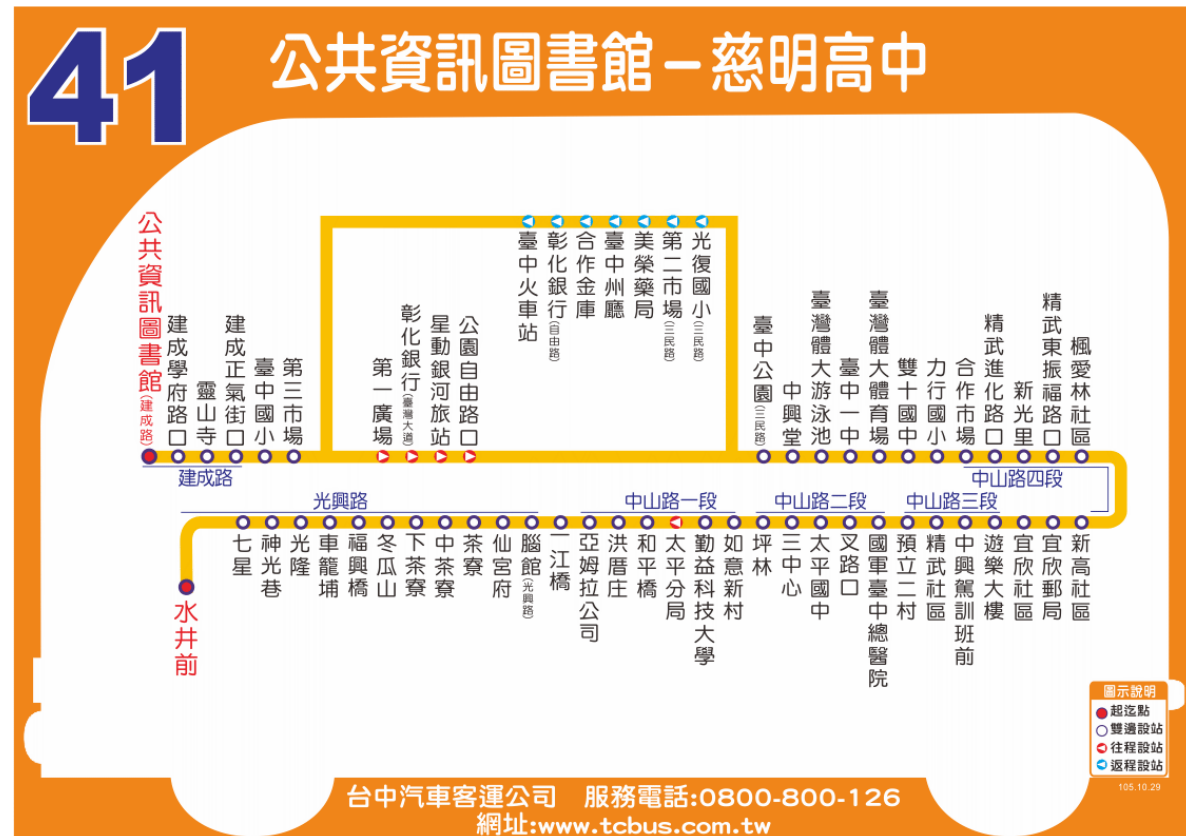 41
公共資訊圖書館－慈明高中
臺中火車站
彰化銀行(自由路)
合作金庫
臺中州廳
美榮藥局
第二市場(三民路)
光復國小(三民路)
公共資訊圖書館(建成路)
建成學府路口
靈山寺
建成正氣街口
臺中國小
第三市場
第一廣場
彰化銀行(臺灣大道)
星動銀河旅站
公園自由路口
臺中公園(三民路)
中興堂
臺灣體大游泳池
臺中一中
臺灣體大體育場
雙十國中
力行國小
合作市場
精武進化路口
新光里
精武東振福路口
楓愛林社區
建成路
中山路四段
光興路
中山路一段
中山路二段
中山路三段
水井前
七星
神光巷
光隆
車籠埔
福興橋
冬瓜山
下茶寮
中茶寮
茶寮
仙宮府
腦館(光興路)
一江橋
亞姆拉公司
洪厝庄
和平橋
太平分局
勤益科技大學
如意新村
坪林
三中心
太平國中
叉路口
國軍臺中總醫院
預立二村
精武社區
中興駕訓班前
遊樂大樓
宜欣社區
宜欣郵局
新高社區
圖示說明
起迄點
雙邊設站
往程設站
返程設站
105.10.29
台中汽車客運公司 服務電話:0800-800-126
網址:www.tcbus.com.tw